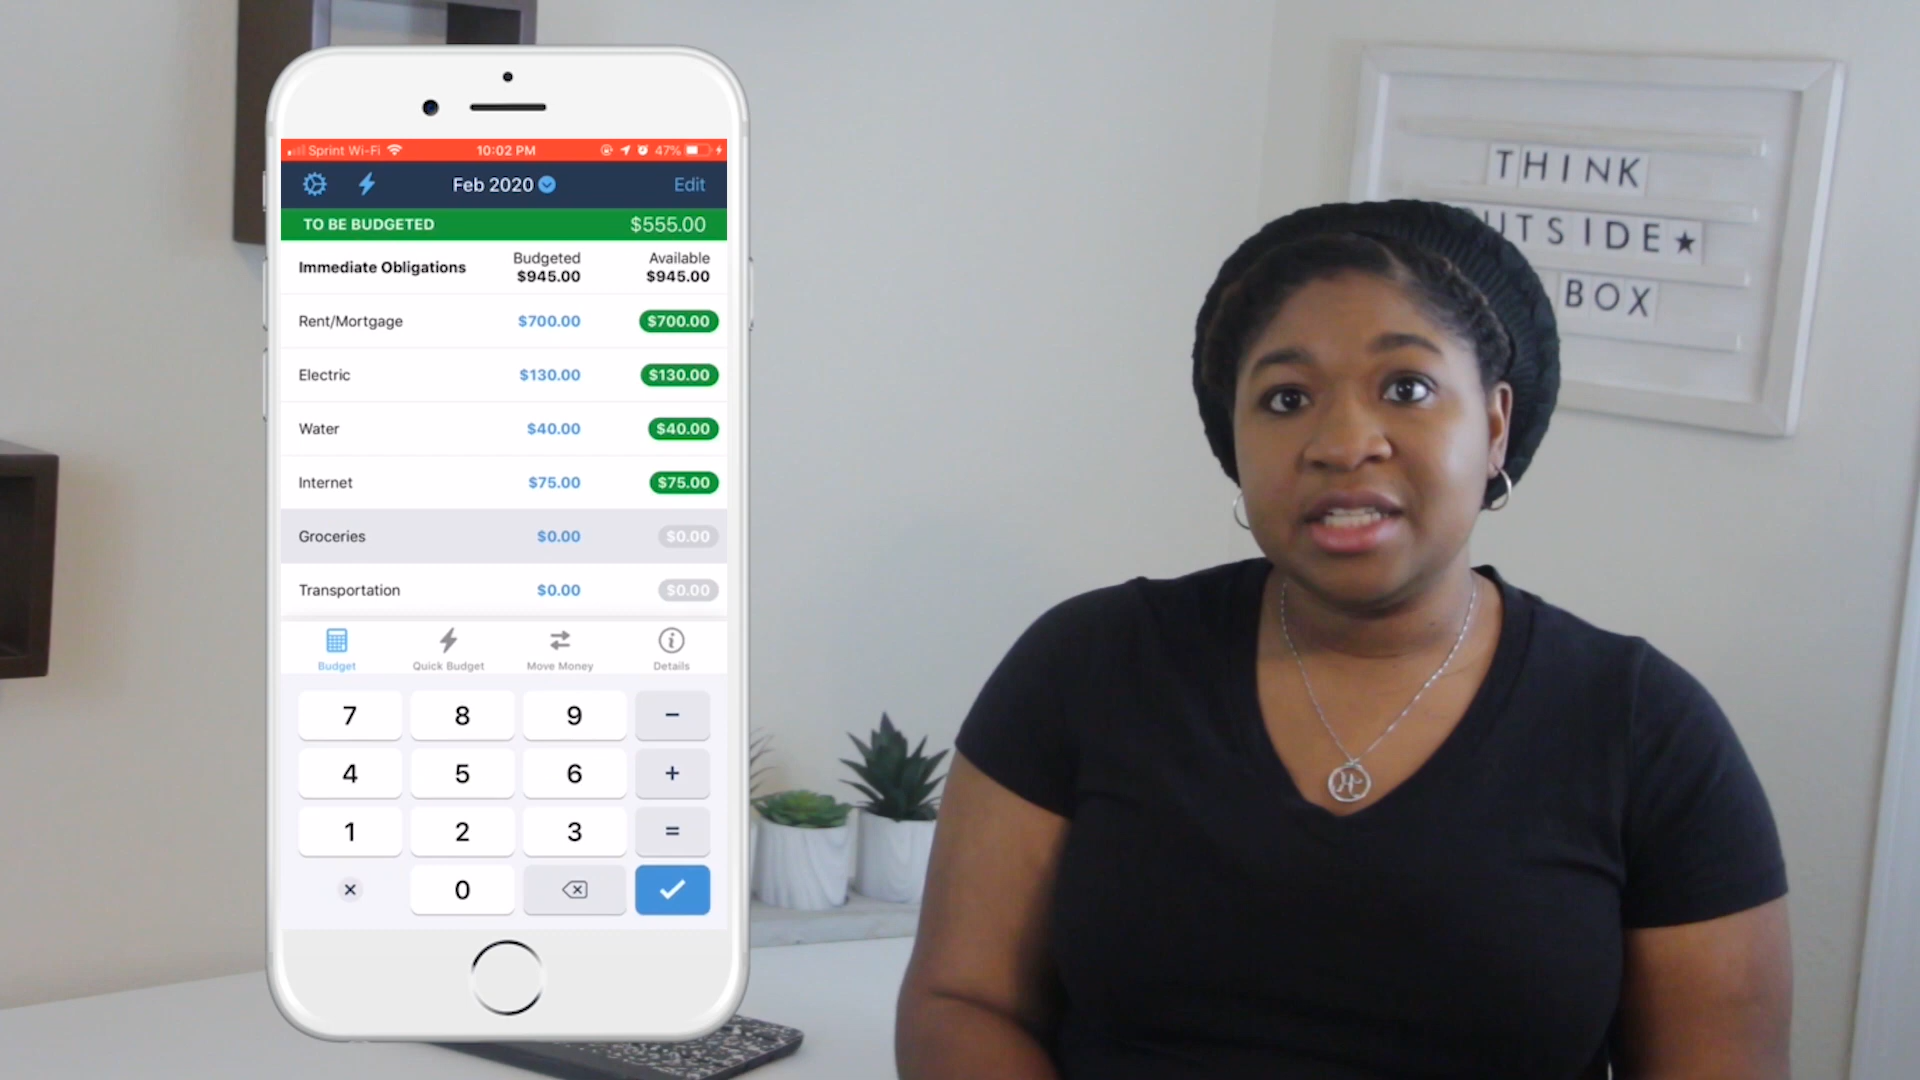 Sprint Wi-Fi 10:02 PM 47%
Feb 2020 Edit
TO BE BUDGETED $555.00
Immediate Obligations Budgeted $945.00 Available $945.00
Rent/Mortgage $700.00 $700.00
Electric $130.00 $130.00
Water $40.00 $40.00
Internet $75.00 $75.00
Groceries $0.00 $0.00
Transportation $0.00 $0.00
Budget Quick Budget Move Money Details
7 8 9 −
4 5 6 +
1 2 3 =
× 0
THINK
UTSIDE★
BOX